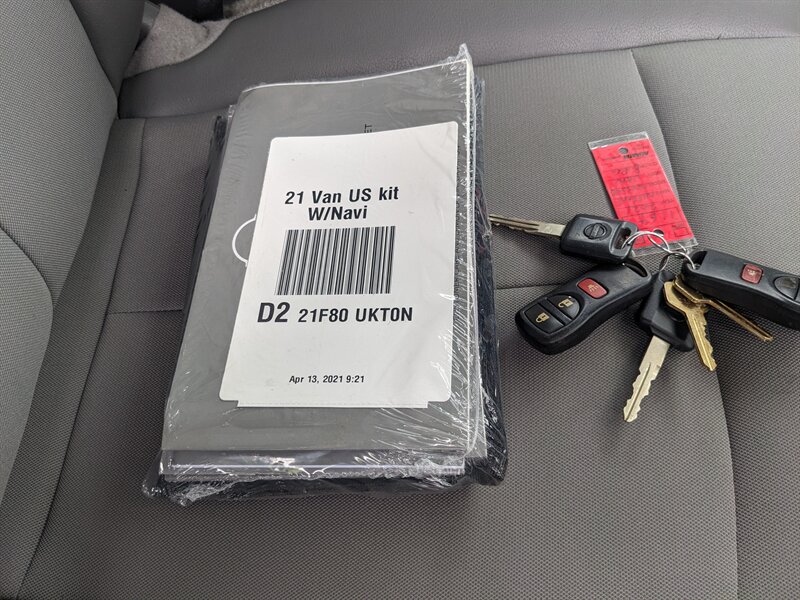 21 Van US kit
W/Navi
D2 21F80 UKT0N
Apr 13, 2021 9:21